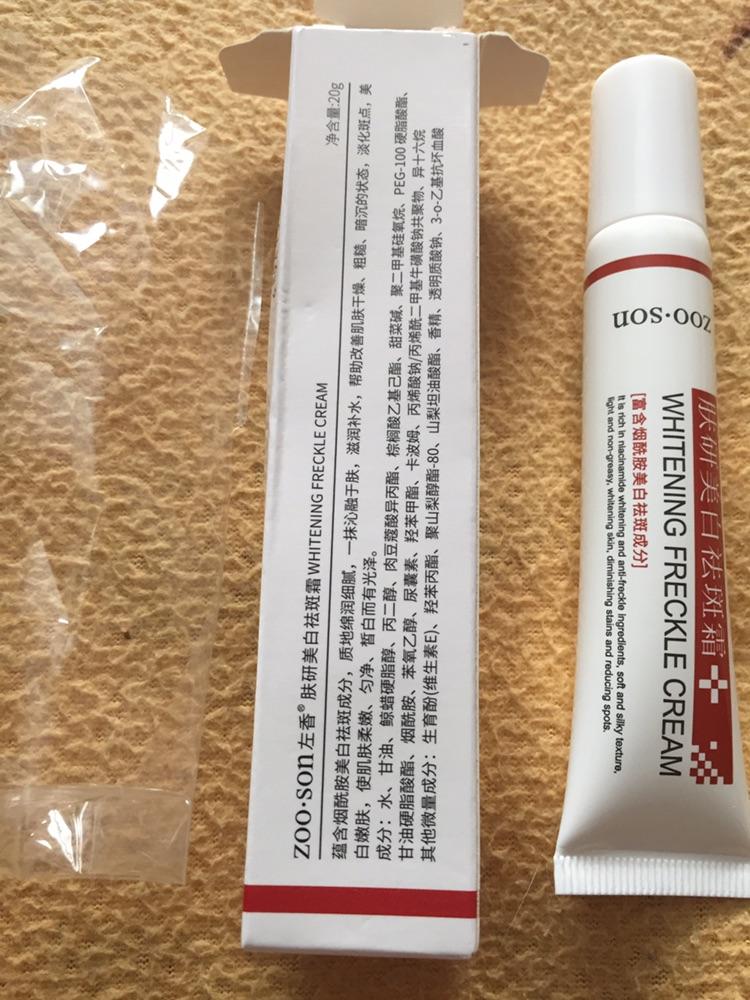 净含量:20g
zoo·son左香® 肤研美白祛斑霜 WHITENING FRECKLE CREAM
蕴含烟酰胺美白祛斑成分，质地绵润细腻，一抹沁融于肤，滋润补水，帮助改善肌肤干燥、粗糙、暗沉的状态，淡化斑点，美
白嫩肤，使肌肤柔嫩、匀净、皙白而有光泽。
成分：水、甘油、鲸蜡硬脂醇、丙二醇、肉豆蔻酸异丙酯、棕榈酸乙基己酯、甜菜碱、聚二甲基硅氧烷、PEG-100 硬脂酸酯、
甘油硬脂酸酯、烟酰胺、苯氧乙醇、尿囊素、羟苯甲酯、卡波姆、丙烯酸钠/丙烯酰二甲基牛磺酸钠共聚物、异十六烷
其他微量成分：生育酚(维生素E)、羟苯丙酯、聚山梨醇酯-80、山梨坦油酸酯、香精、透明质酸钠、3-o-乙基抗坏血酸
zoo·son
zoo
肤研美白祛斑霜
WHITENING FRECKLE CREAM
[富含烟酰胺美白祛斑成分]
It is rich in niacinamide whitening and anti-freckle ingredients, soft and silky texture,
light and non-greasy, whitening skin, diminishing stains and reducing spots.